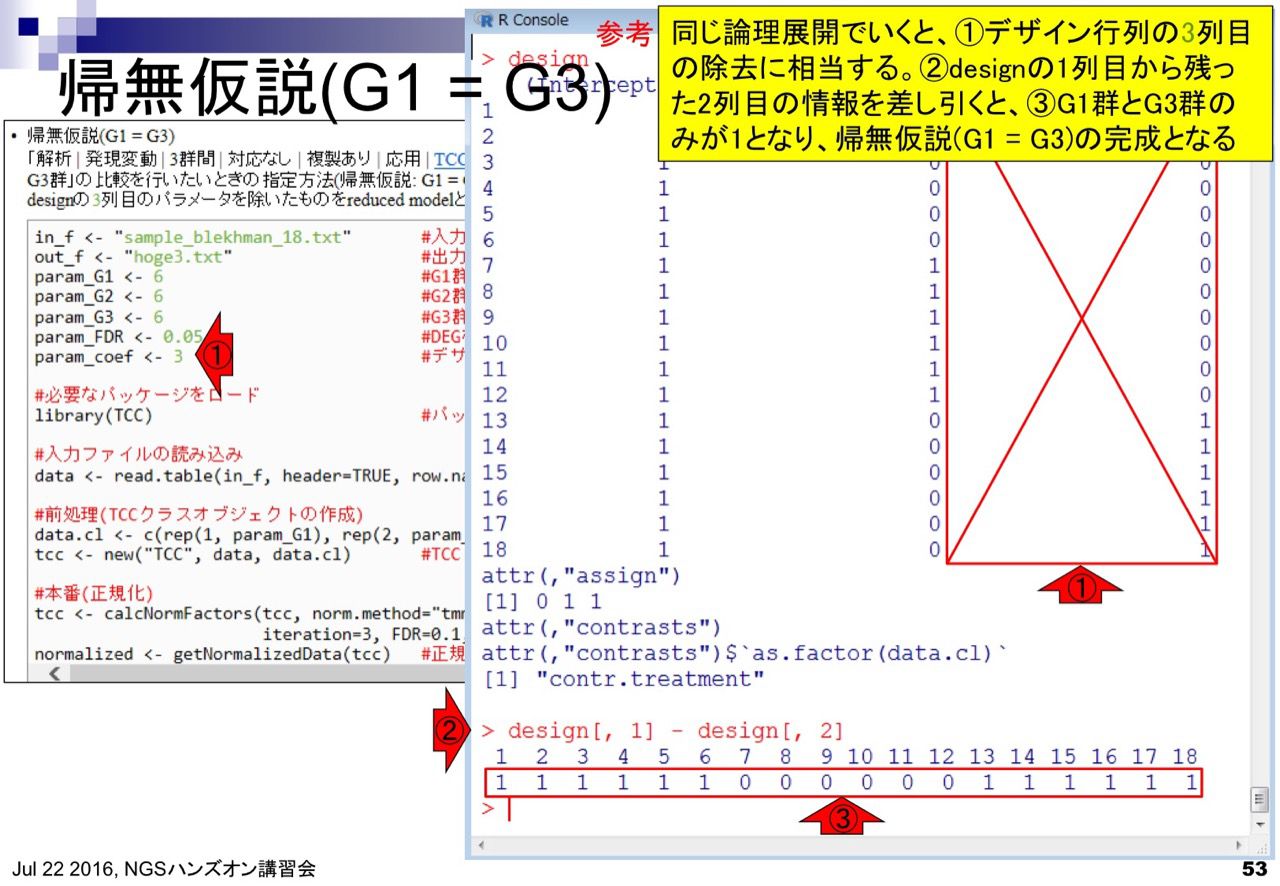 帰無仮説(G1 = G3)
参考
同じ論理展開でいくと、①デザイン行列の3列目
の除去に相当する。②designの1列目から残っ
た2列目の情報を差し引くと、③G1群とG3群の
みが1となり、帰無仮説(G1 = G3)の完成となる
• 帰無仮説(G1 = G3)
「解析 | 発現変動 | 3群間 | 対応なし | 複製あり | 応用 | TCC
G3群」の比較を行いたいときの指定方法(帰無仮説: G1 =
designの3列目のパラメータを除いたものをreduced modelと
in_f <- "sample_blekhman_18.txt" #入力
out_f <- "hoge3.txt" #出力
param_G1 <- 6 #G1群
param_G2 <- 6 #G2群
param_G3 <- 6 #G3群
param_FDR <- 0.05 #DEG
param_coef <- 3 #デザ
①
#必要なパッケージをロード
library(TCC) #パッ
#入力ファイルの読み込み
data <- read.table(in_f, header=TRUE, row.na
#前処理(TCCクラスオブジェクトの作成)
data.cl <- c(rep(1, param_G1), rep(2, param_
tcc <- new("TCC", data, data.cl) #TCC
#本番(正規化)
tcc <- calcNormFactors(tcc, norm.method="tmm
iteration=3, FDR=0.1
normalized <- getNormalizedData(tcc) #正規
R Console
> design
(Intercept
1
2
3 1 0 0
4 1 0 0
5 1 0 0
6 1 0 0
7 1 1 0
8 1 1 0
9 1 1 0
10 1 1 0
11 1 1 0
12 1 1 0
13 1 0 1
14 1 0 1
15 1 0 1
16 1 0 1
17 1 0 1
18 1 0 1
attr(,"assign")
[1] 0 1 1
①
attr(,"contrasts")
attr(,"contrasts")$`as.factor(data.cl)`
[1] "contr.treatment"
② > design[, 1] - design[, 2]
1 2 3 4 5 6 7 8 9 10 11 12 13 14 15 16 17 18
1 1 1 1 1 1 0 0 0 0 0 0 1 1 1 1 1 1
>
③
Jul 22 2016, NGSハンズオン講習会
53